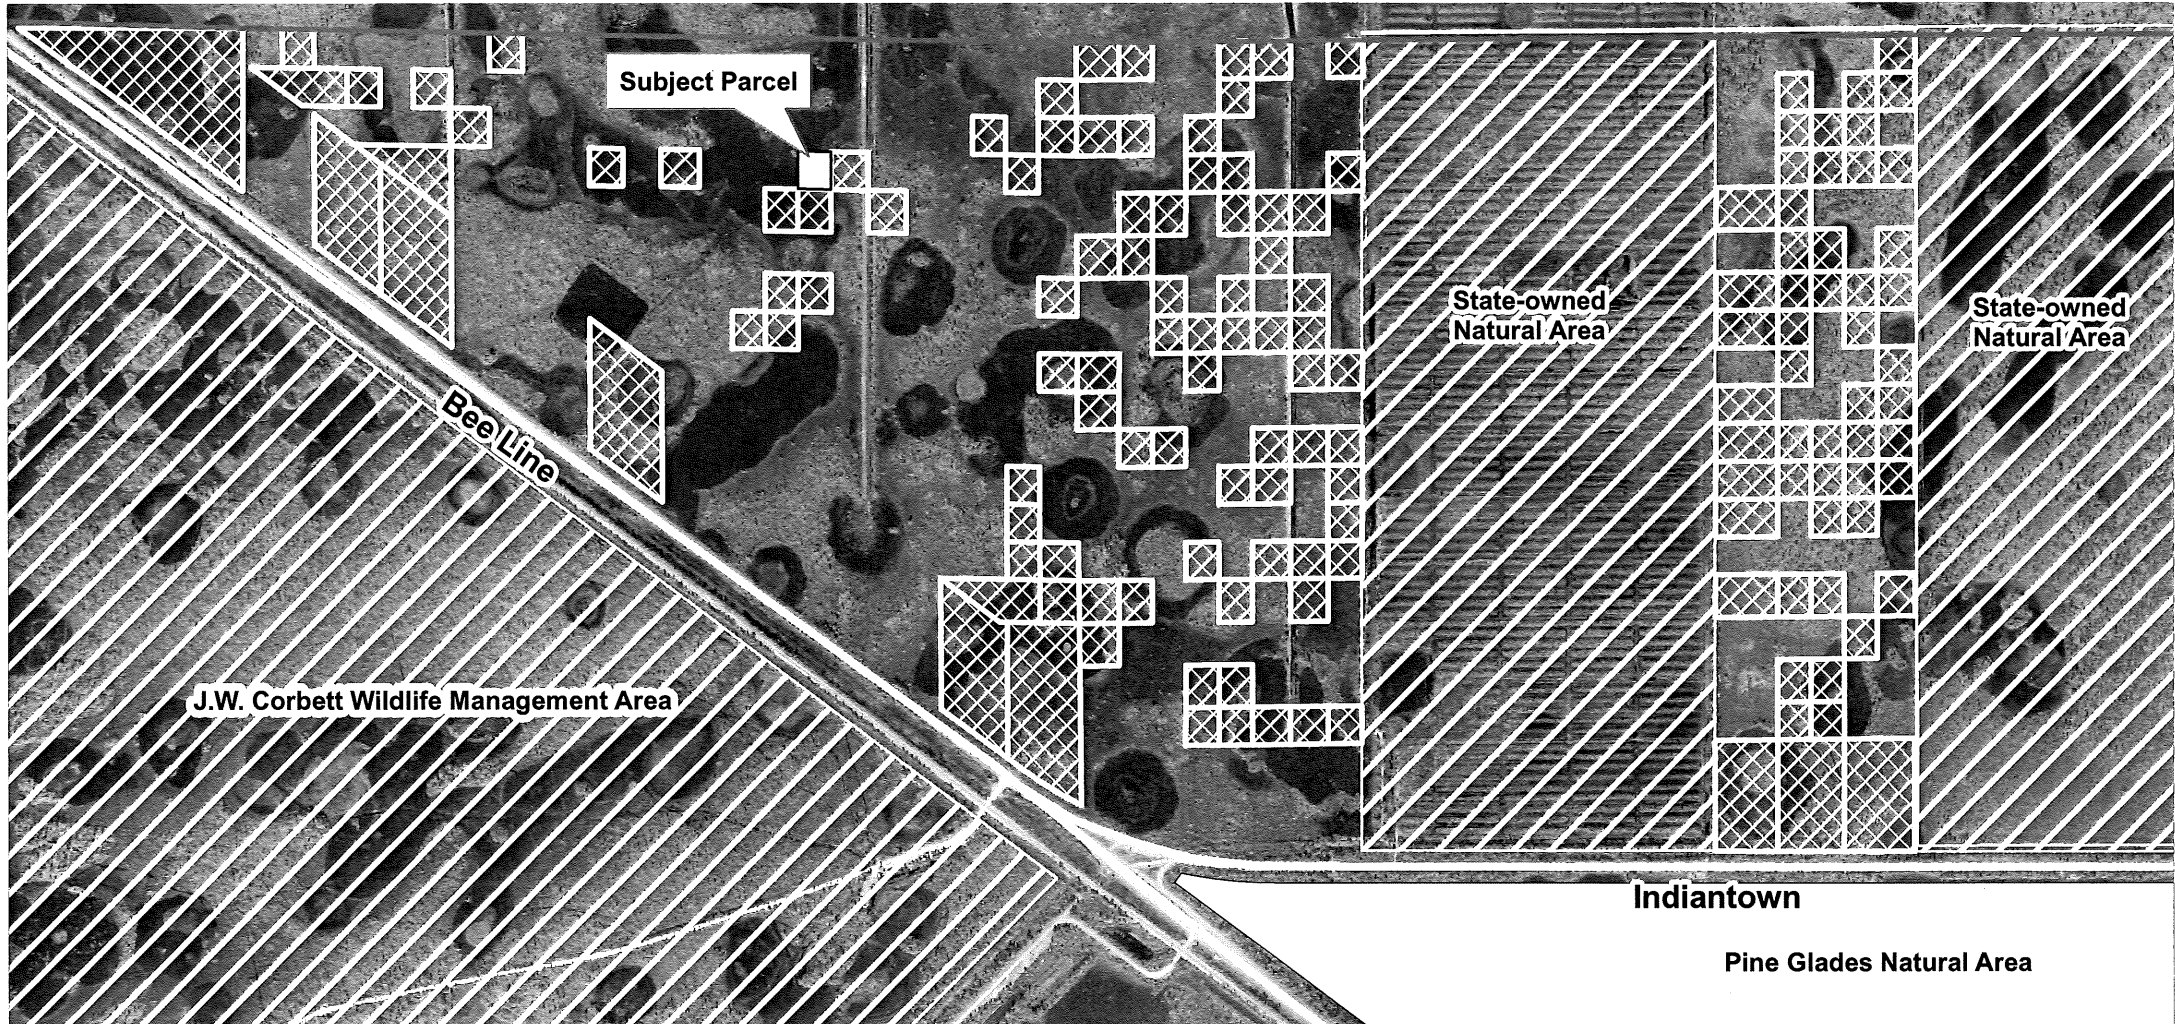 Subject Parcel
State-owned
Natural Area
State-owned
Natural Area
Bee Line
J.W. Corbett Wildlife Management Area
Indiantown
Pine Glades Natural Area